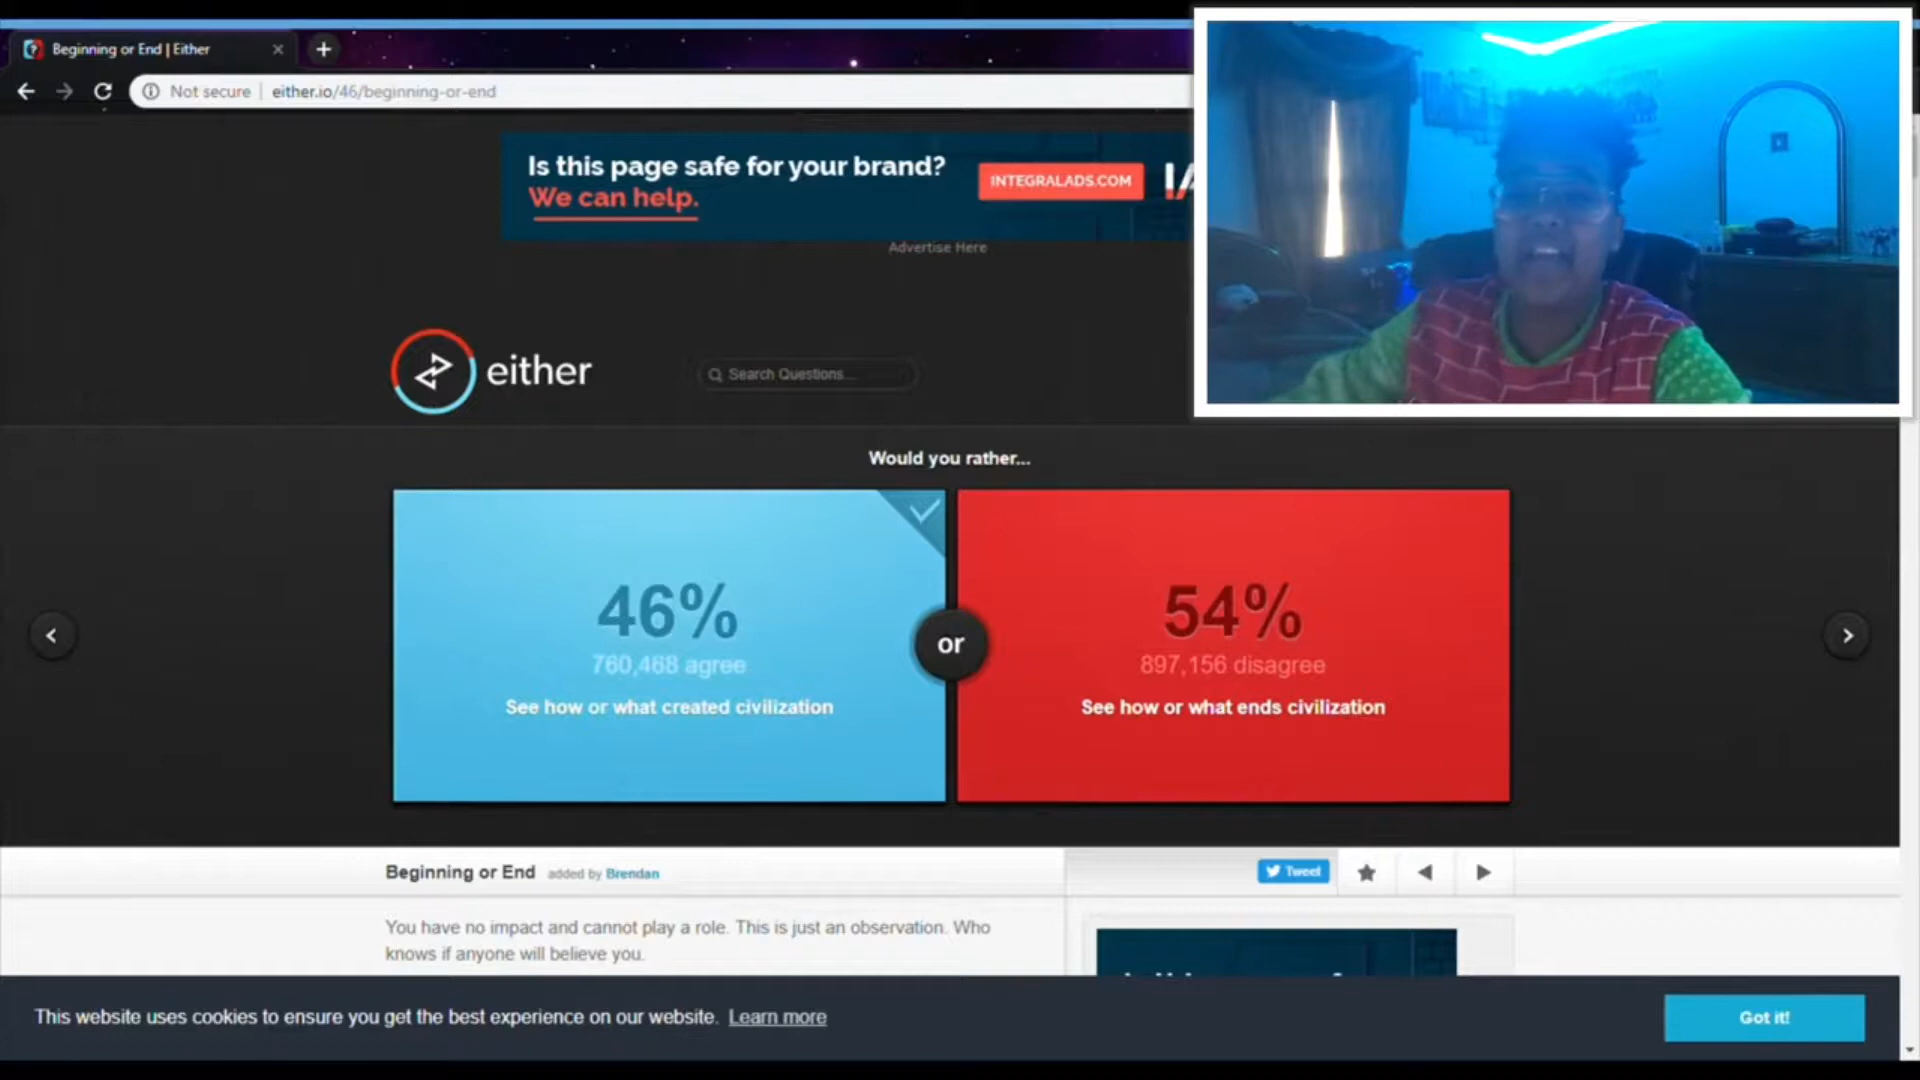 Beginning or End | Either
Not secure
either.io/46/beginning-or-end
Is this page safe for your brand?
We can help.
INTEGRALADS.COM
Advertise Here
either
Search Questions...
Would you rather...
46%
760,468 agree
See how or what created civilization
or
54%
897,156 disagree
See how or what ends civilization
Beginning or End added by Brendan
Tweet
You have no impact and cannot play a role. This is just an observation. Who
knows if anyone will believe you.
This website uses cookies to ensure you get the best experience on our website. Learn more
Got it!